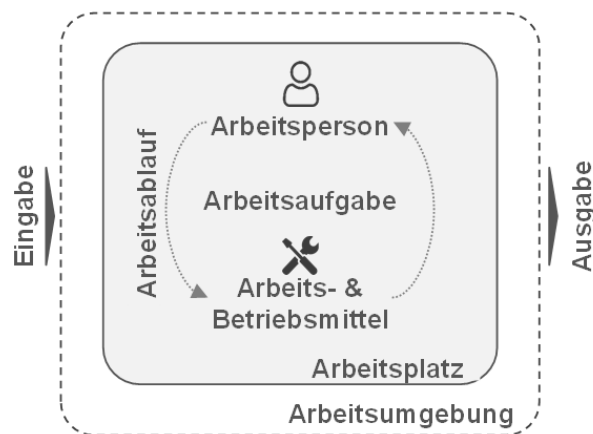 Eingabe
Arbeitsablauf
Arbeitsperson
Arbeitsaufgabe
Arbeits- &
Betriebsmittel
Arbeitsplatz
Arbeitsumgebung
Ausgabe